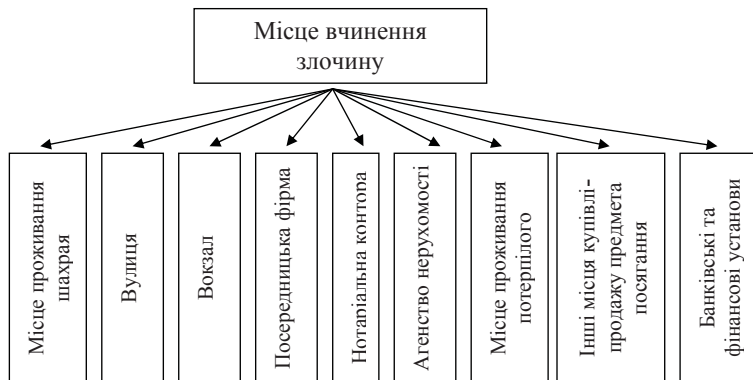 Місце вчинення
злочину
Місце проживання
шахрая
Вулиця
Вокзал
Посередницька фірма
Нотаріальна контора
Агенство нерухомості
Місце проживання
потерпілого
Інші місця купівлі-
продажу предмета
посягання
Банківські та
фінансові установи